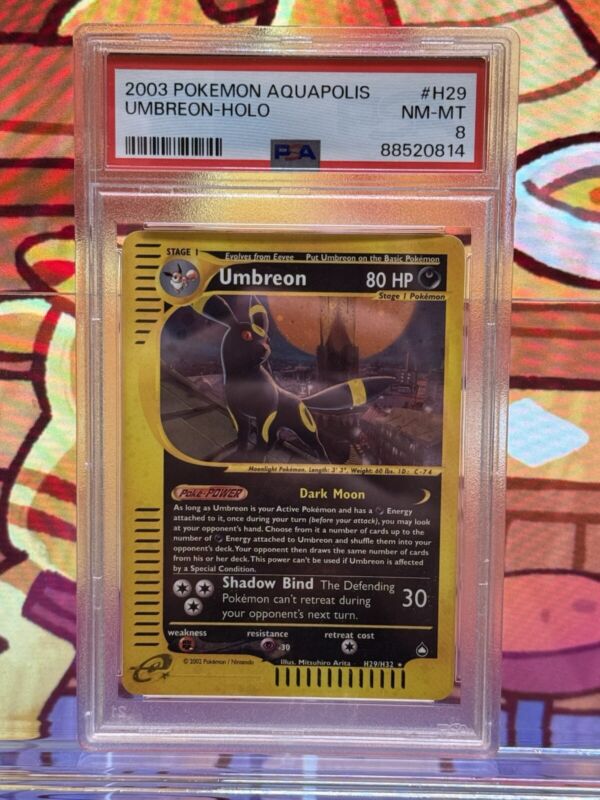 2003 POKEMON AQUAPOLIS #H29
UMBREON-HOLO NM-MT
8
PSA 88520814
STAGE 1 Evolves from Eevee Put Umbreon on the Basic Pokémon
Umbreon 80 HP
Stage 1 Pokémon
Moonlight Pokémon. Length: 3' 3", Weight: 60 lbs. ID: C-74
Poké-POWER Dark Moon
As long as Umbreon is your Active Pokémon and has a Energy
attached to it, once during your turn (before your attack), you may look
at your opponent's hand. Choose from it a number of cards up to the
number of Energy attached to Umbreon and shuffle them into your
opponent's deck. Your opponent then draws the same number of cards
from his or her deck. This power can't be used if Umbreon is affected
by a Special Condition.
Shadow Bind The Defending
Pokémon can't retreat during
your opponent's next turn.
30
weakness resistance retreat cost
-30
© 2002 Pokémon / Nintendo Illus. Mitsuhiro Arita H29/H32
e